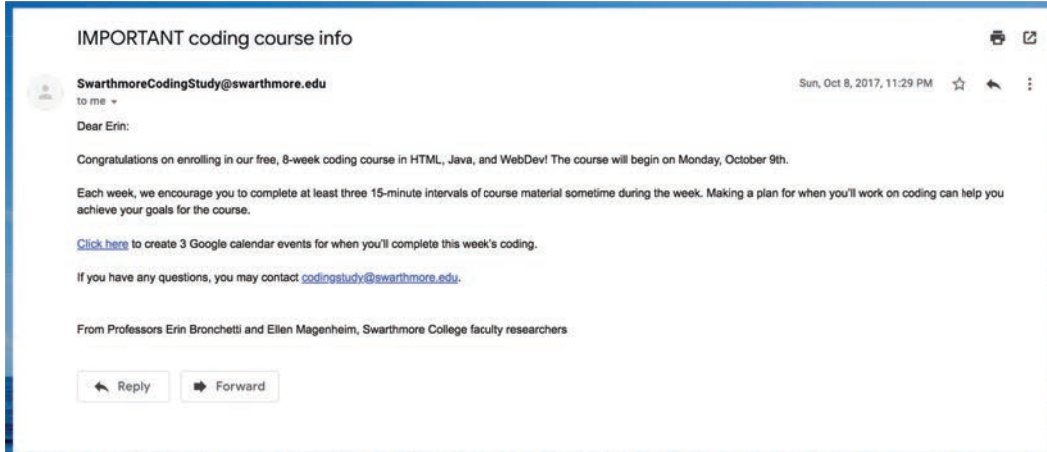 IMPORTANT coding course info
SwarthmoreCodingStudy@swarthmore.edu
Sun, Oct 8, 2017, 11:29 PM
to me
Dear Erin:
Congratulations on enrolling in our free, 8-week coding course in HTML, Java, and WebDev! The course will begin on Monday, October 9th.
Each week, we encourage you to complete at least three 15-minute intervals of course material sometime during the week. Making a plan for when you'll work on coding can help you
achieve your goals for the course.
Click here to create 3 Google calendar events for when you'll complete this week's coding.
If you have any questions, you may contact codingstudy@swarthmore.edu.
From Professors Erin Bronchetti and Ellen Magenheim, Swarthmore College faculty researchers
Reply
Forward